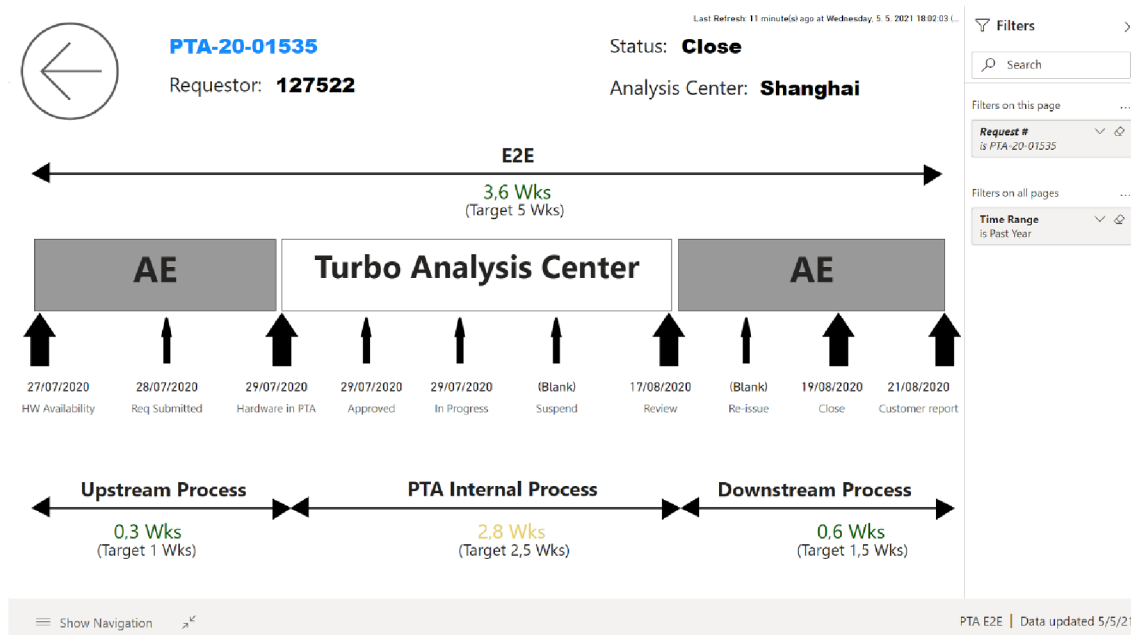 Last Refresh: 11 minute(s) ago at Wednesday, 5. 5. 2021 18:02:03 (...
PTA-20-01535
Status: Close
Requestor: 127522
Analysis Center: Shanghai
E2E
3,6 Wks
(Target 5 Wks)
AE
Turbo Analysis Center
AE
27/07/2020
28/07/2020
29/07/2020
29/07/2020
29/07/2020
(Blank)
17/08/2020
(Blank)
19/08/2020
21/08/2020
HW Availability
Req Submitted
Hardware in PTA
Approved
In Progress
Suspend
Review
Re-issue
Close
Customer report
Upstream Process
PTA Internal Process
Downstream Process
0,3 Wks
(Target 1 Wks)
2,8 Wks
(Target 2,5 Wks)
0,6 Wks
(Target 1,5 Wks)
Filters
Search
Filters on this page
...
Request #
is PTA-20-01535
Filters on all pages
...
Time Range
is Past Year
Show Navigation
PTA E2E | Data updated 5/5/21